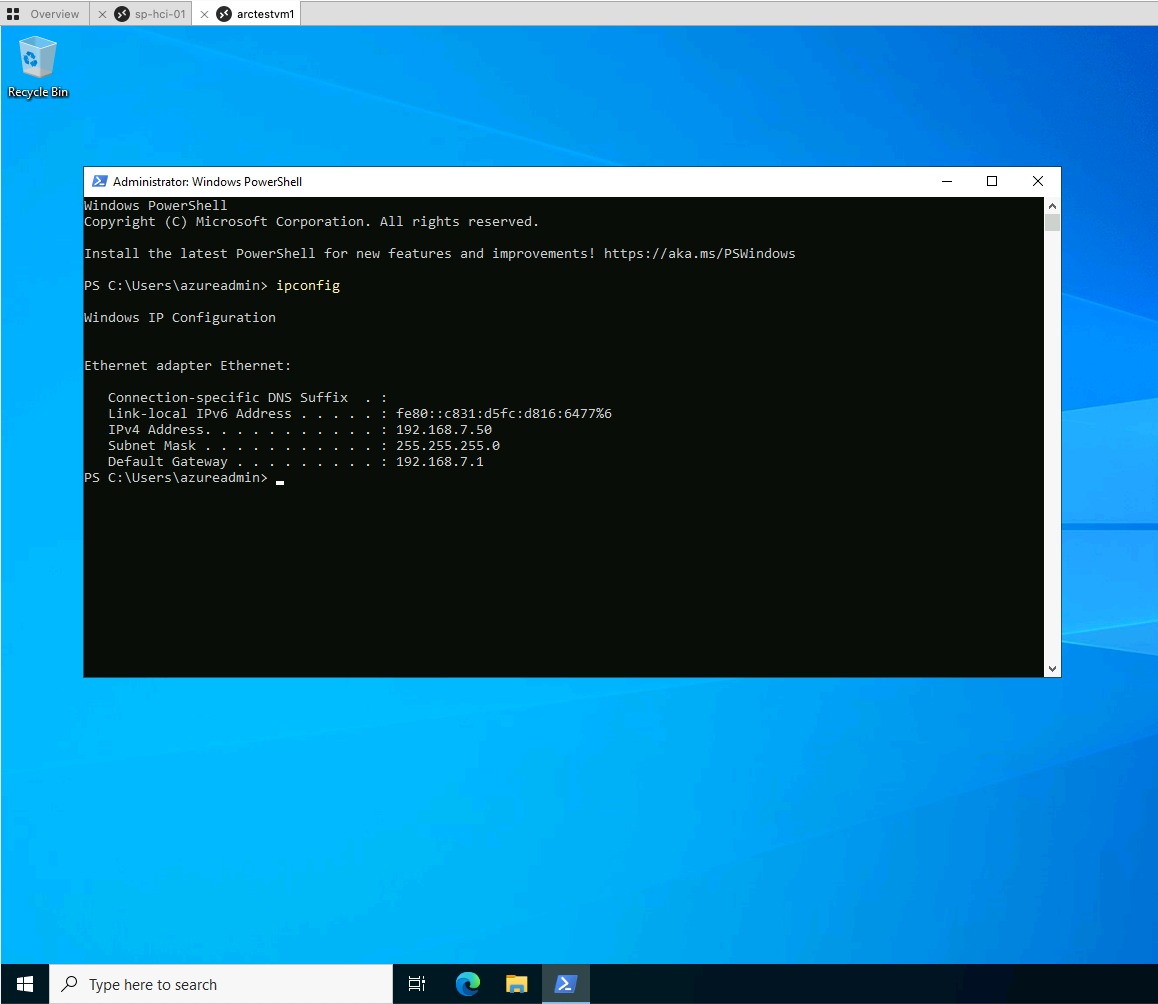 Overview
sp-hci-01
arctestvm1
Recycle Bin
Administrator: Windows PowerShell
Windows PowerShell
Copyright (C) Microsoft Corporation. All rights reserved.
Install the latest PowerShell for new features and improvements! https://aka.ms/PSWindows
PS C:\Users\azureadmin> ipconfig
Windows IP Configuration
Ethernet adapter Ethernet:
Connection-specific DNS Suffix  . :
Link-local IPv6 Address . . . . . : fe80::c831:d5fc:d816:6477%6
IPv4 Address. . . . . . . . . . . : 192.168.7.50
Subnet Mask . . . . . . . . . . . : 255.255.255.0
Default Gateway . . . . . . . . . : 192.168.7.1
PS C:\Users\azureadmin>
Type here to search